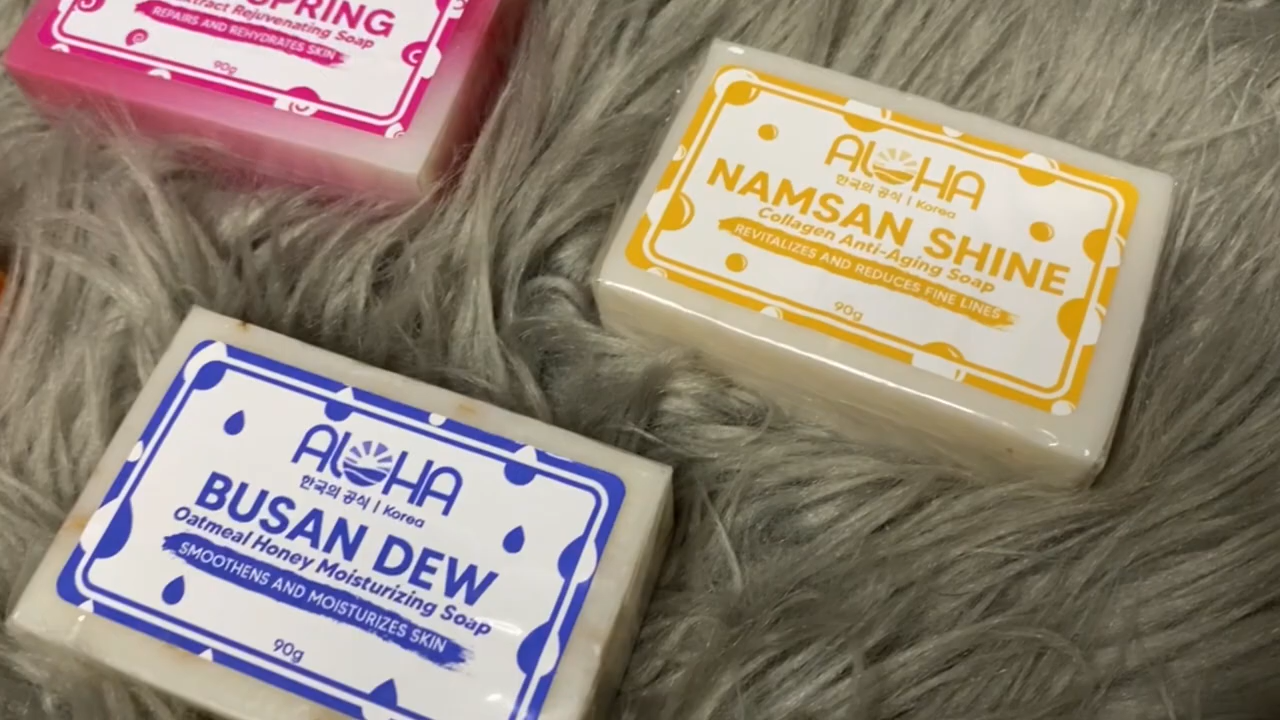 SPRING
Extract Rejuvenating Soap
REPAIRS AND REHYDRATES SKIN
90g
ALOHA
한국의 공식 | Korea
NAMSAN SHINE
Collagen Anti-Aging Soap
REVITALIZES AND REDUCES FINE LINES
90g
ALOHA
한국의 공식 | Korea
BUSAN DEW
Oatmeal Honey Moisturizing Soap
SMOOTHENS AND MOISTURIZES SKIN
90g